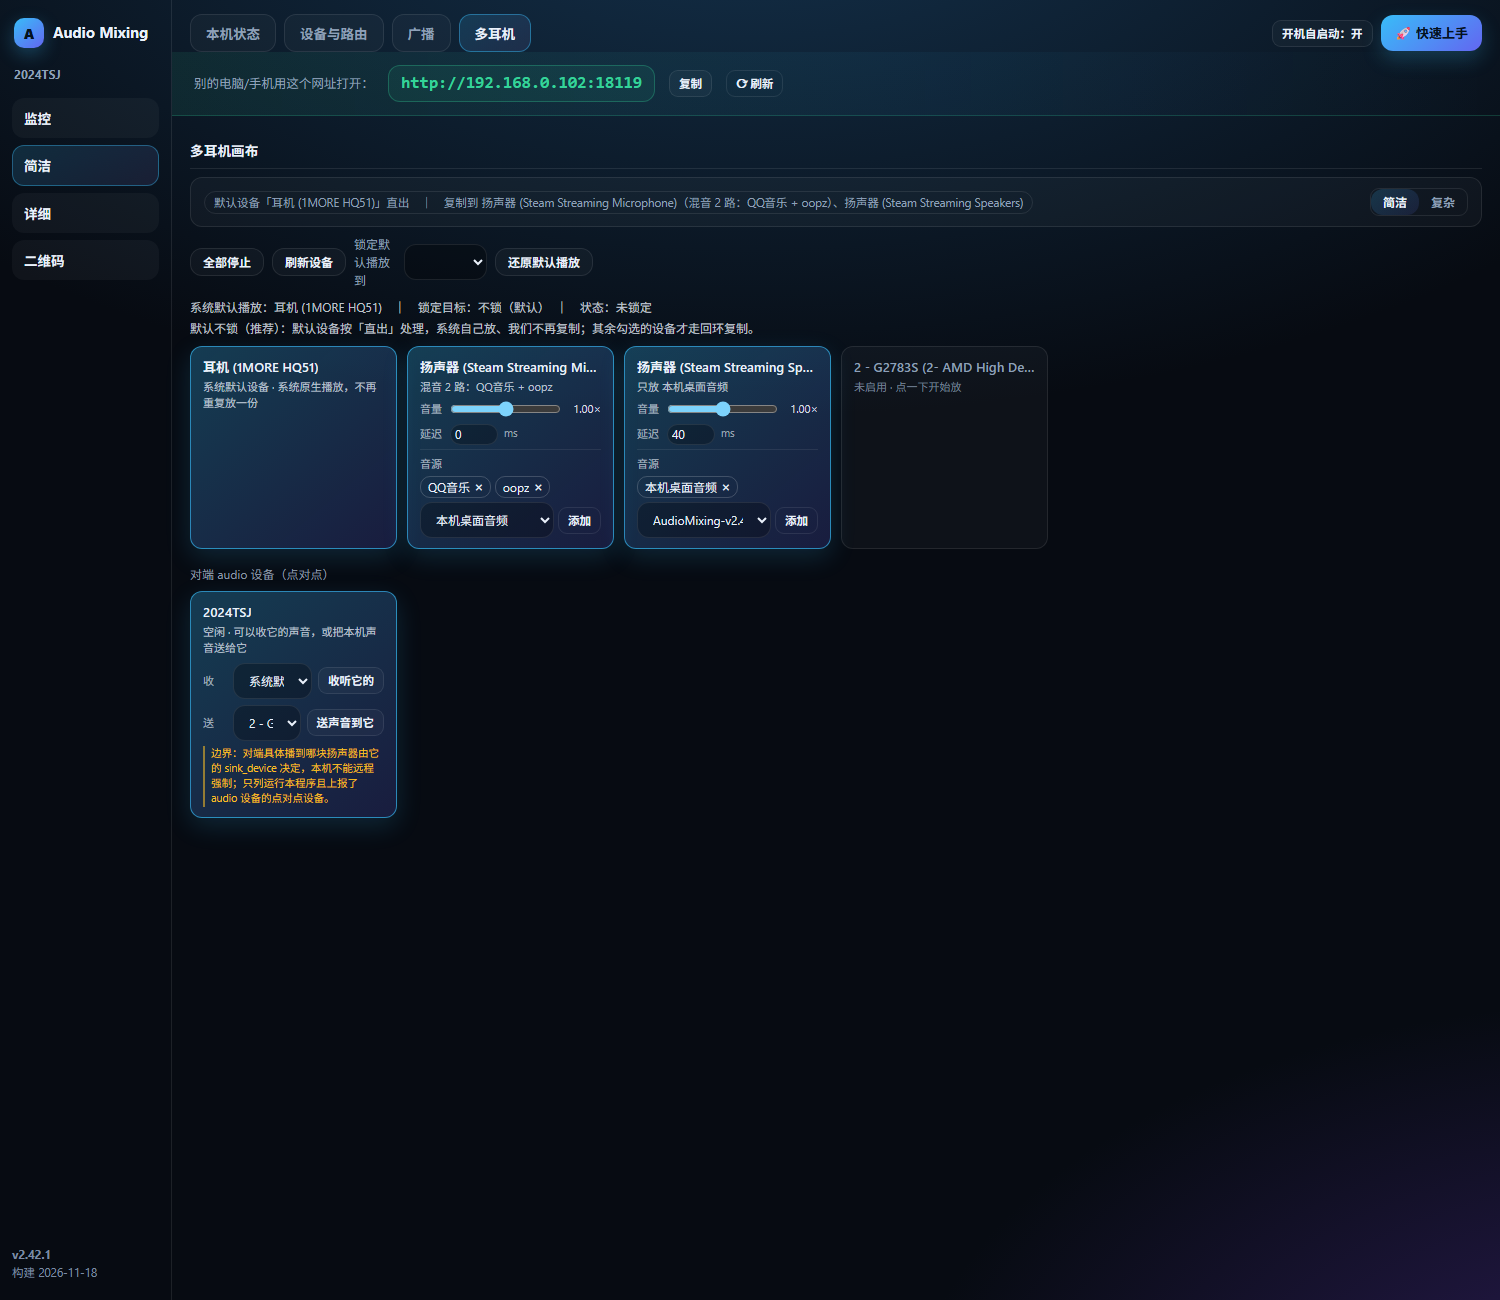 A Audio Mixing
2024TSJ
监控
简洁
详细
二维码
v2.42.1
构建 2026-11-18
本机状态 设备与路由 广播 多耳机
开机自启动：开 快速上手
别的电脑/手机用这个网址打开： http://192.168.0.102:18119 复制 刷新
多耳机画布
默认设备「耳机 (1MORE HQ51)」直出 | 复制到 扬声器 (Steam Streaming Microphone)（混音 2 路：QQ音乐 + oopz）、扬声器 (Steam Streaming Speakers)
简洁 复杂
全部停止 刷新设备
锁定默
认播放
到
还原默认播放
系统默认播放：耳机 (1MORE HQ51) | 锁定目标：不锁（默认） | 状态：未锁定
默认不锁（推荐）：默认设备按「直出」处理，系统自己放、我们不再复制；其余勾选的设备才走回环复制。
耳机 (1MORE HQ51)
系统默认设备 · 系统原生播放，不再
重复放一份
扬声器 (Steam Streaming Mi...
混音 2 路：QQ音乐 + oopz
音量 1.00×
延迟 0 ms
音源
QQ音乐 × oopz ×
本机桌面音频 添加
扬声器 (Steam Streaming Sp...
只放 本机桌面音频
音量 1.00×
延迟 40 ms
音源
本机桌面音频 ×
AudioMixing-v2.4 添加
2 - G2783S (2- AMD High De...
未启用 · 点一下开始放
对端 audio 设备（点对点）
2024TSJ
空闲 · 可以收它的声音，或把本机声
音送给它
收 系统默 收听它的
送 2 - G 送声音到它
边界：对端具体播到哪块扬声器由它
的 sink_device 决定，本机不能远程
强制；只列运行本程序且上报了
audio 设备的点对点设备。